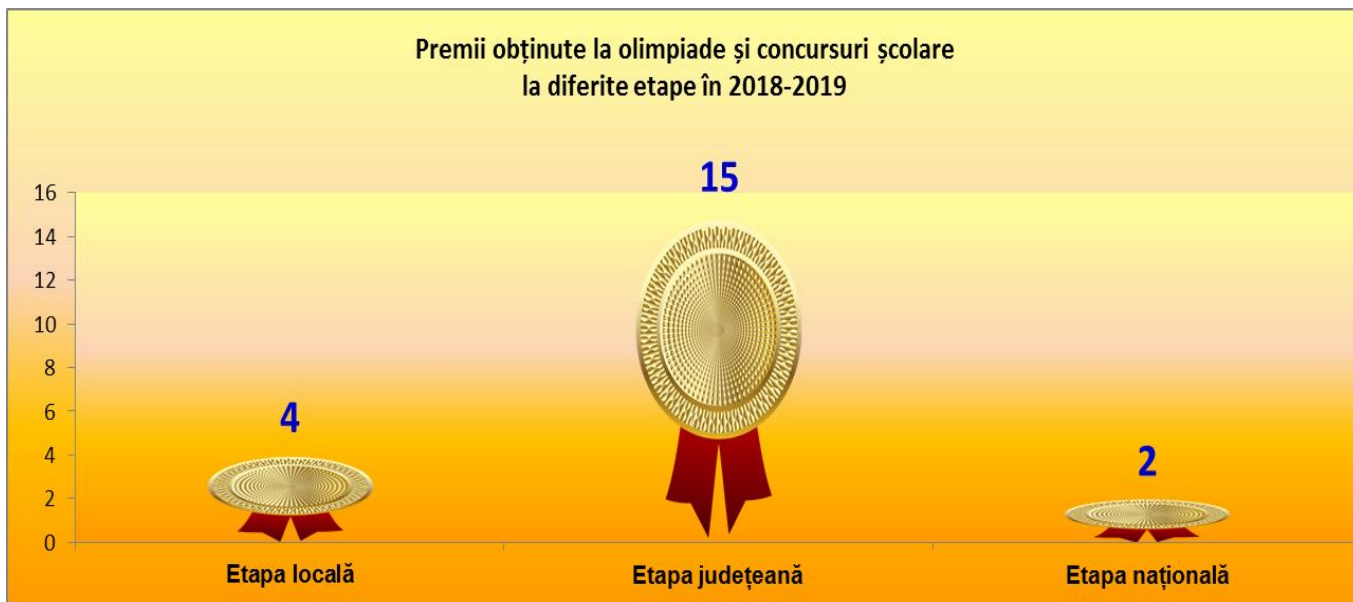 Premii obținute la olimpiade și concursuri școlare
la diferite etape în 2018-2019
16
14
12
10
8
6
4
2
0
4
15
2
Etapa locală
Etapa județeană
Etapa națională